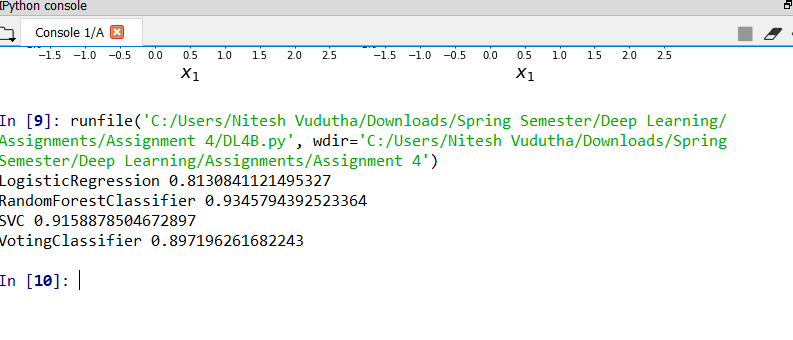 IPython console
Console 1/A
−1.5 −1.0 −0.5 0.0 0.5 1.0 1.5 2.0 2.5 −1.5 −1.0 −0.5 0.0 0.5 1.0 1.5 2.0 2.5
x1 x1
In [9]: runfile('C:/Users/Nitesh Vudutha/Downloads/Spring Semester/Deep Learning/
Assignments/Assignment 4/DL4B.py', wdir='C:/Users/Nitesh Vudutha/Downloads/Spring
Semester/Deep Learning/Assignments/Assignment 4')
LogisticRegression 0.8130841121495327
RandomForestClassifier 0.9345794392523364
SVC 0.9158878504672897
VotingClassifier 0.897196261682243
In [10]: